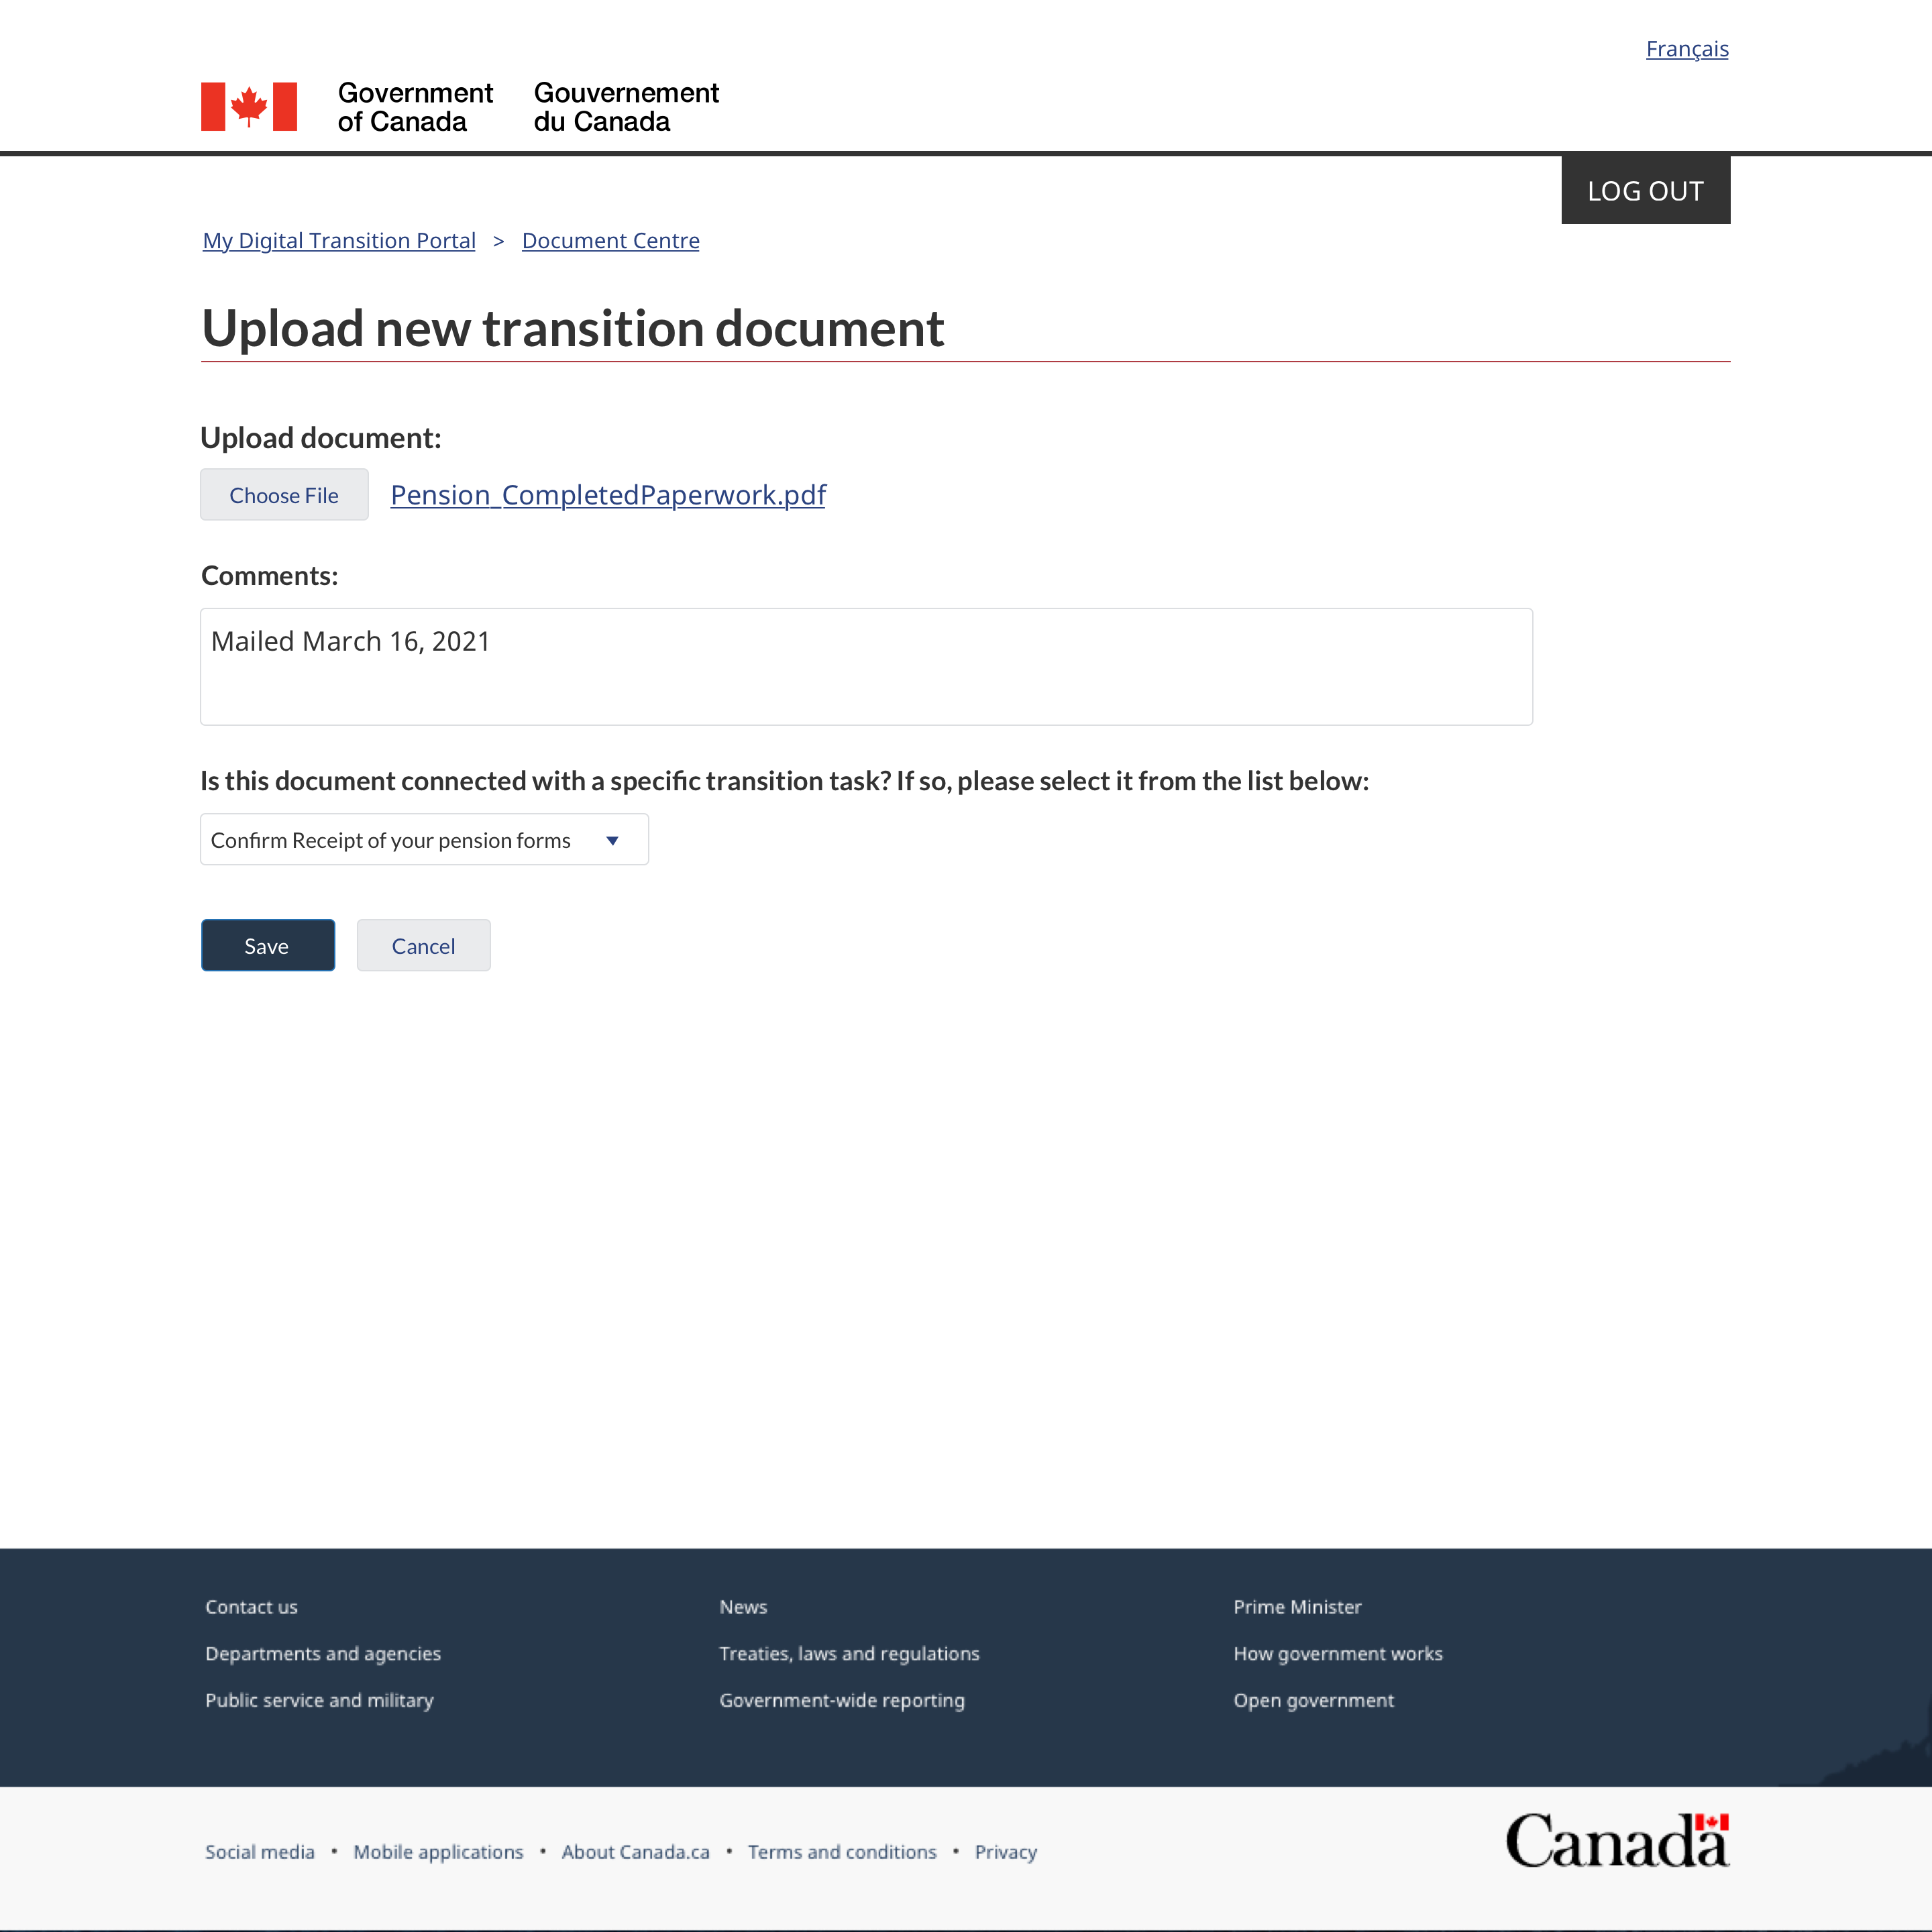 Français
Government of Canada
Gouvernement du Canada
LOG OUT
My Digital Transition Portal > Document Centre
Upload new transition document
Upload document:
Choose File Pension_CompletedPaperwork.pdf
Comments:
Mailed March 16, 2021
Is this document connected with a specific transition task? If so, please select it from the list below:
Confirm Receipt of your pension forms
Save Cancel
Contact us News Prime Minister
Departments and agencies Treaties, laws and regulations How government works
Public service and military Government-wide reporting Open government
Social media • Mobile applications • About Canada.ca • Terms and conditions • Privacy
Canada